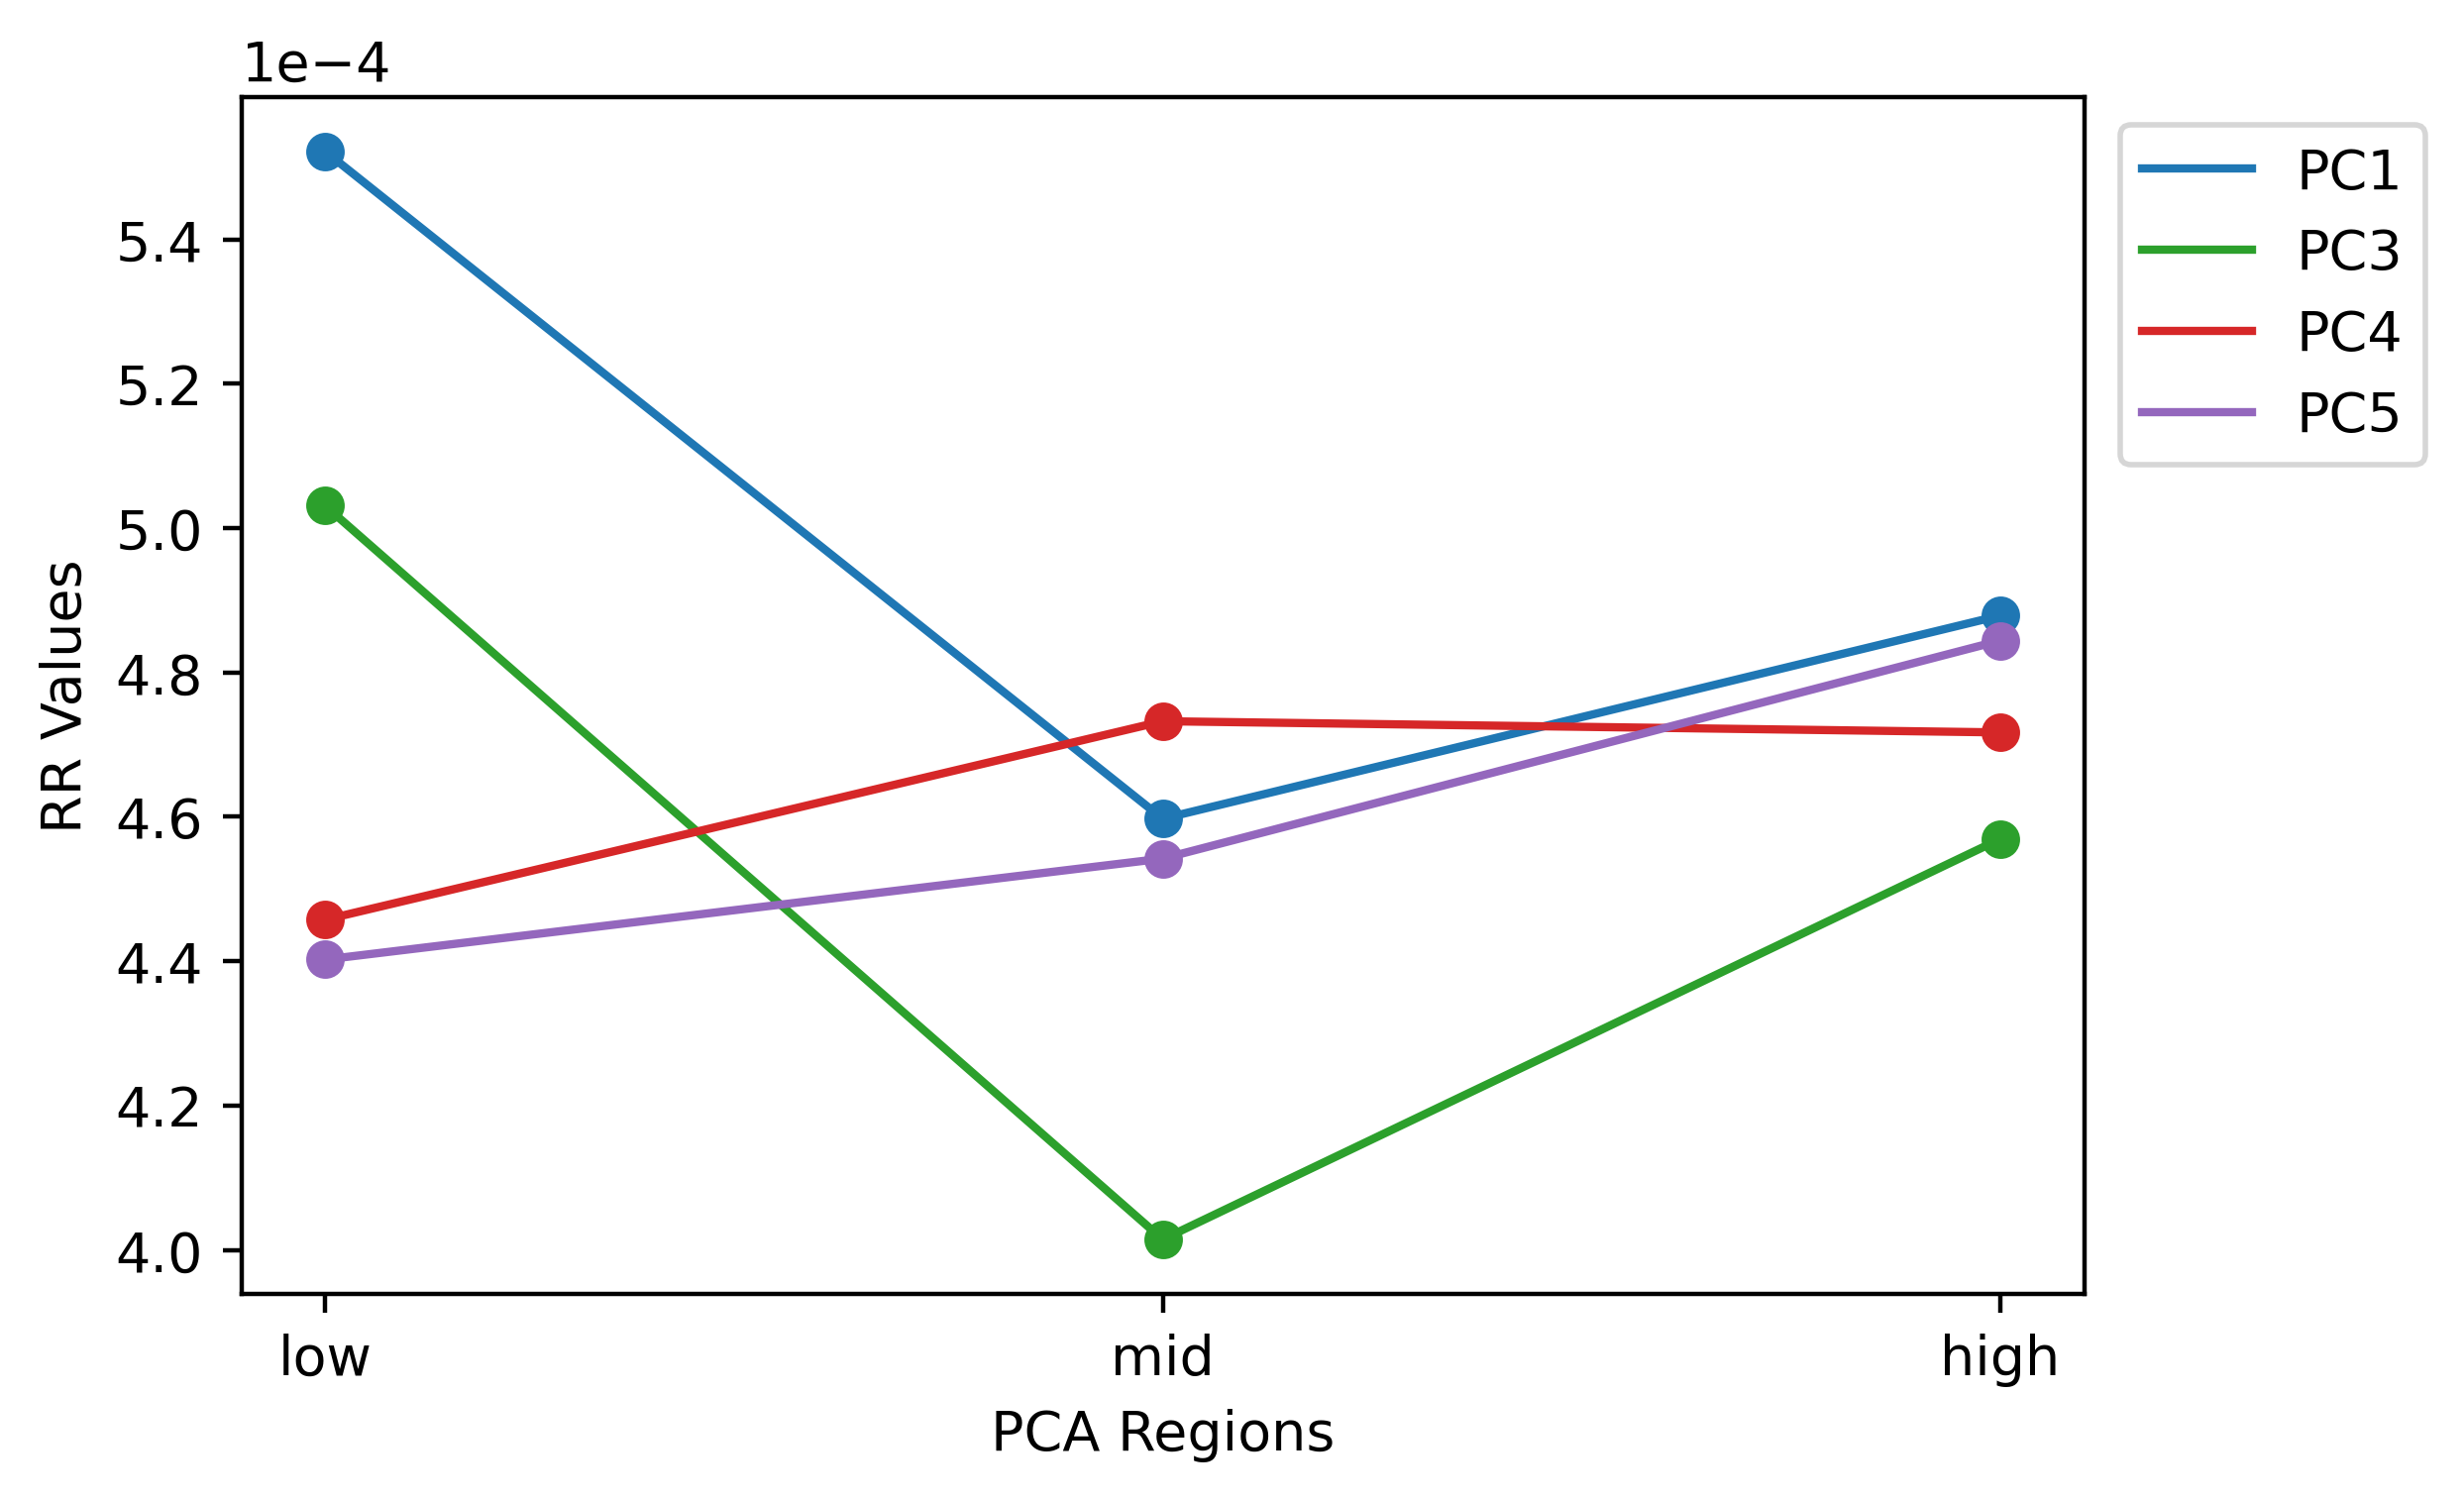 1e−4
5.4
5.2
5.0
4.8
4.6
4.4
4.2
4.0
RR Values
low
mid
high
PCA Regions
PC1
PC3
PC4
PC5